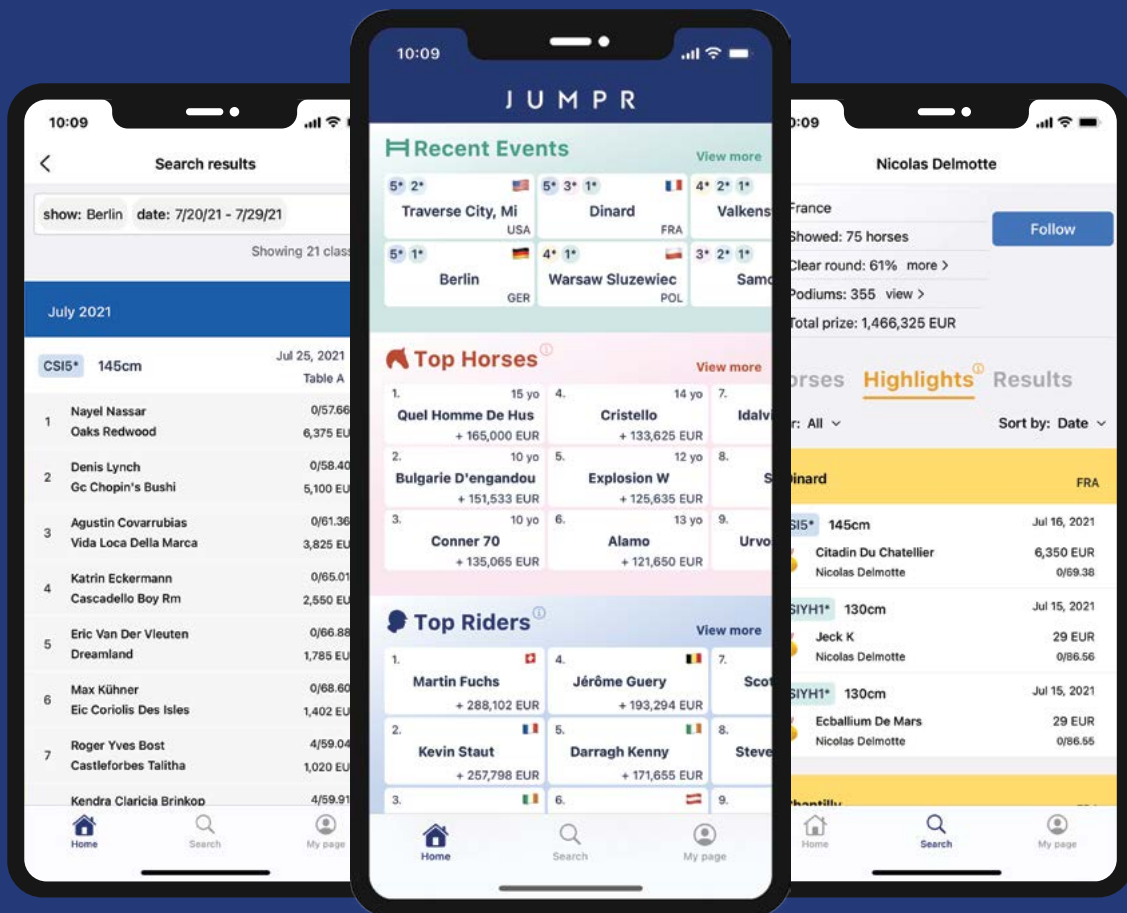 10:09
Search results
show: Berlin date: 7/20/21 - 7/29/21
Showing 21 class
July 2021
CSI5* 145cm Jul 25, 2021
Table A
1 Nayel Nassar 0/57.66
Oaks Redwood 6,375 EU
2 Denis Lynch 0/58.40
Gc Chopin's Bushi 5,100 EU
3 Agustin Covarrubias 0/61.36
Vida Loca Della Marca 3,825 EU
4 Katrin Eckermann 0/65.01
Cascadello Boy Rm 2,550 EU
5 Eric Van Der Vleuten 0/66.88
Dreamland 1,785 EU
6 Max Kühner 0/68.60
Eic Coriolis Des Isles 1,402 EU
7 Roger Yves Bost 4/59.04
Castleforbes Talitha 1,020 EU
Kendra Claricia Brinkop 4/59.91
Home Search My page
10:09
JUMPR
Recent Events View more
5* 2*
Traverse City, Mi
USA
5* 3* 1*
Dinard
FRA
4* 2* 1*
Valkens
5* 1*
Berlin
GER
4* 1*
Warsaw Sluzewiec
POL
3* 2* 1*
Samo
Top Horses View more
1. 15 yo
Quel Homme De Hus
+ 165,000 EUR
4. 14 yo
Cristello
+ 133,625 EUR
7.
Idalvi
2. 10 yo
Bulgarie D'engandou
+ 151,533 EUR
5. 12 yo
Explosion W
+ 125,635 EUR
8.
S
3. 10 yo
Conner 70
+ 135,065 EUR
6. 13 yo
Alamo
+ 121,650 EUR
9.
Urvo
Top Riders View more
1.
Martin Fuchs
+ 288,102 EUR
4.
Jérôme Guery
+ 193,294 EUR
7.
Scot
2.
Kevin Staut
+ 257,798 EUR
5.
Darragh Kenny
+ 171,655 EUR
8.
Steve
3. 6. 9.
Home Search My page
0:09
Nicolas Delmotte
France
Showed: 75 horses
Follow
Clear round: 61% more >
Podiums: 355 view >
Total prize: 1,466,325 EUR
orses Highlights Results
r: All Sort by: Date
Dinard FRA
SI5* 145cm Jul 16, 2021
Citadin Du Chatellier 6,350 EUR
Nicolas Delmotte 0/69.38
SIYH1* 130cm Jul 15, 2021
Jeck K 29 EUR
Nicolas Delmotte 0/86.56
SIYH1* 130cm Jul 15, 2021
Ecballium De Mars 29 EUR
Nicolas Delmotte 0/86.55
Chantilly
Home Search My page